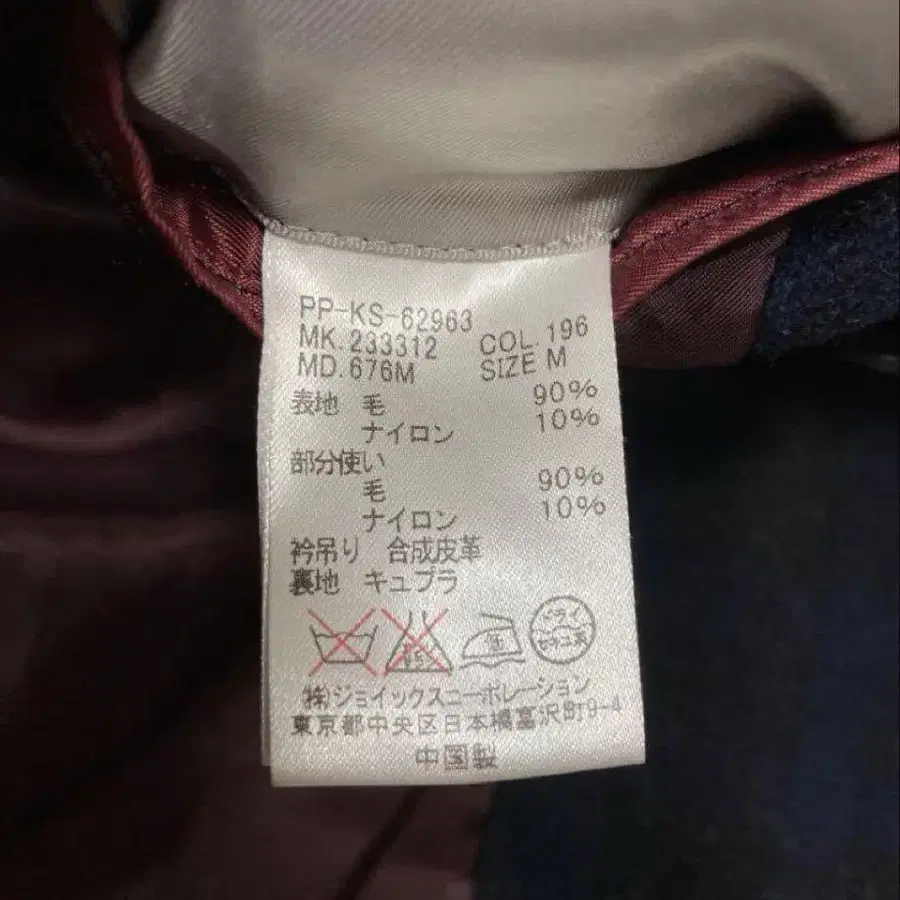 PP-KS-62963
MK.233312 COL.196
MD.676M SIZE M
表地 毛 90%
ナイロン 10%
部分使い
毛 90%
ナイロン 10%
衿吊り 合成皮革
裏地 キュプラ
ドライ
(株)ジョイックスコーポレーション
東京都中央区日本橋富沢町9-4
中国製